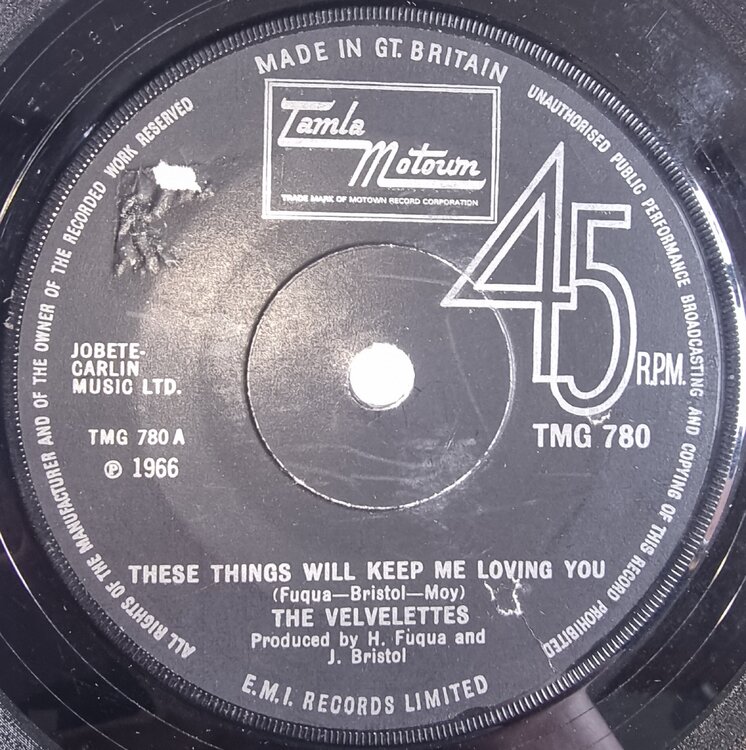 MADE IN GT. BRITAIN
Tamla
Motown
TRADE MARK OF MOTOWN RECORD CORPORATION
45
R.P.M.
TMG 780
JOBETE-
CARLIN
MUSIC LTD.
TMG 780 A
℗ 1966
THESE THINGS WILL KEEP ME LOVING YOU
(Fuqua—Bristol—Moy)
THE VELVELETTES
Produced by H. Fuqua and
J. Bristol
E.M.I. RECORDS LIMITED
ALL RIGHTS OF THE MANUFACTURER AND OF THE OWNER OF THE RECORDED WORK RESERVED
UNAUTHORISED PUBLIC PERFORMANCE BROADCASTING AND COPYING OF THIS RECORD PROHIBITED